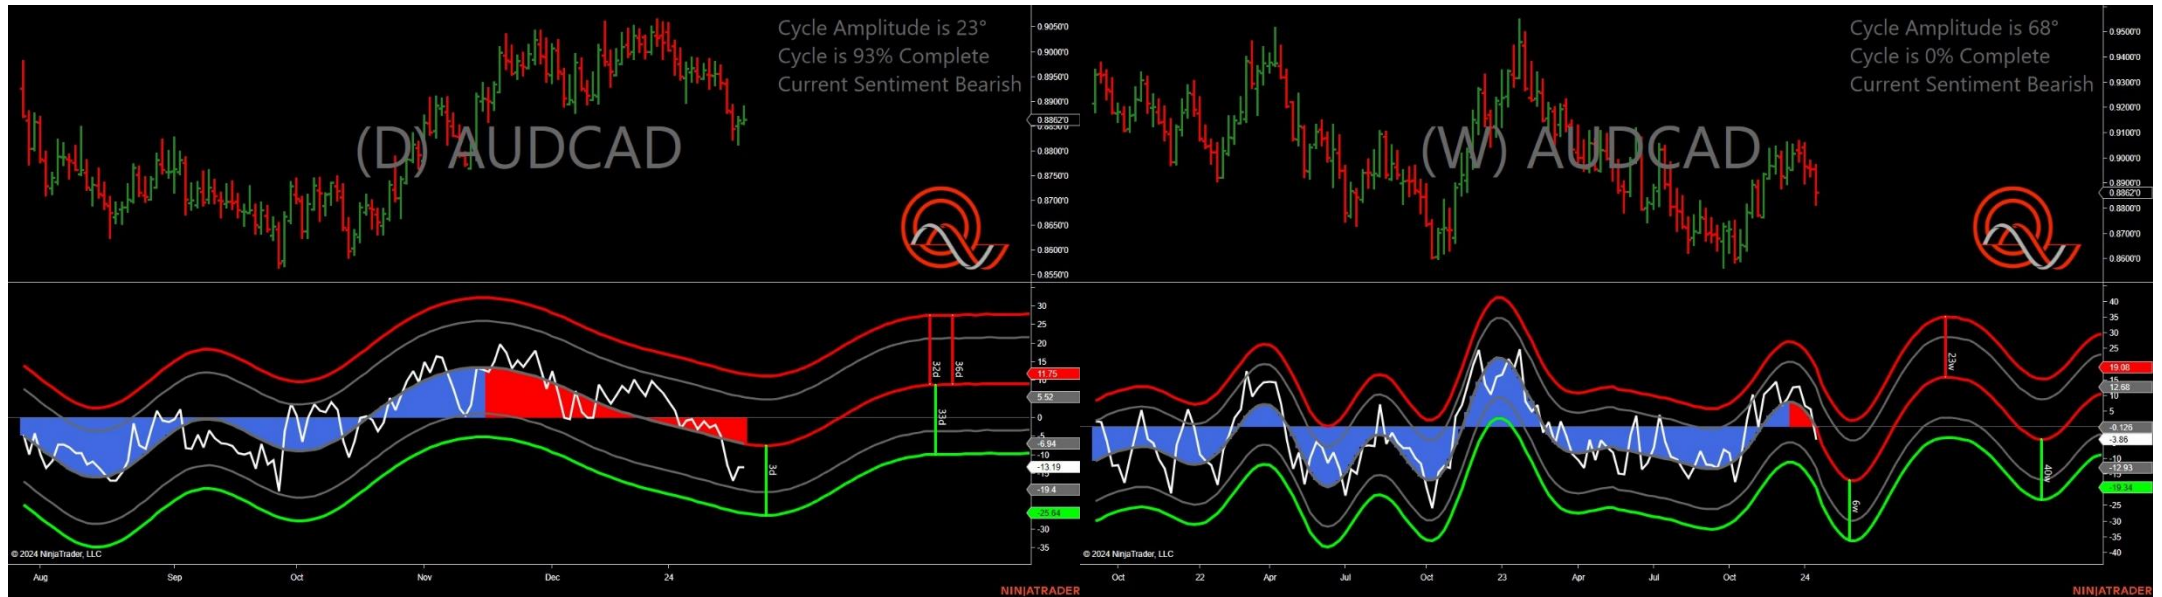 Cycle Amplitude is 23°
Cycle is 93% Complete
Current Sentiment Bearish
(D) AUDCAD
0.9050'0
0.9000'0
0.8950'0
0.8900'0
0.8862'0
0.8800'0
0.8750'0
0.8700'0
0.8650'0
0.8600'0
0.8550'0
32d
36d
33d
3d
30
25
20
15
11.75
5.52
0
-6.94
-10
-13.19
-19.4
-25.64
-30
-35
© 2024 NinjaTrader, LLC
Aug Sep Oct Nov Dec 24
NINJATRADER
Cycle Amplitude is 68°
Cycle is 0% Complete
Current Sentiment Bearish
(W) AUDCAD
0.9500'0
0.9400'0
0.9300'0
0.9200'0
0.9100'0
0.9000'0
0.8900'0
0.8862'0
0.8800'0
0.8700'0
0.8600'0
23w
40w
6w
40
35
30
25
19.08
15
12.68
10
5
-0.126
-3.86
-10
-12.93
-19.34
-25
-30
-35
-40
© 2024 NinjaTrader, LLC
Oct 22 Apr Jul Oct 23 Apr Jul Oct 24
NINJATRADER